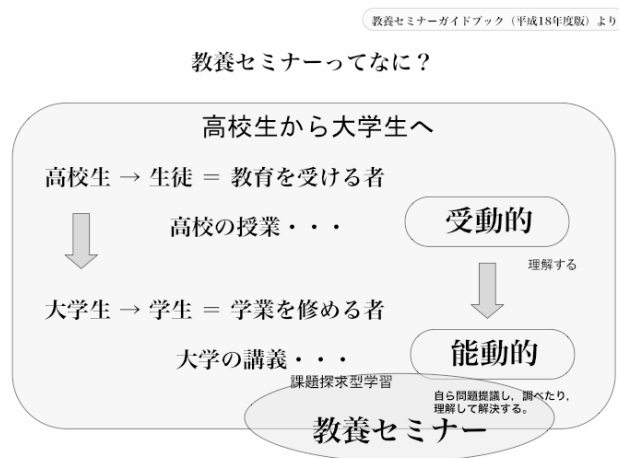 教養セミナーガイドブック（平成18年度版）より
教養セミナーってなに？
高校生から大学生へ
高校生 → 生徒 ＝ 教育を受ける者
高校の授業・・・
受動的
理解する
大学生 → 学生 ＝ 学業を修める者
大学の講義・・・
能動的
課題探求型学習
自ら問題提議し，調べたり，
理解して解決する。
教養セミナー